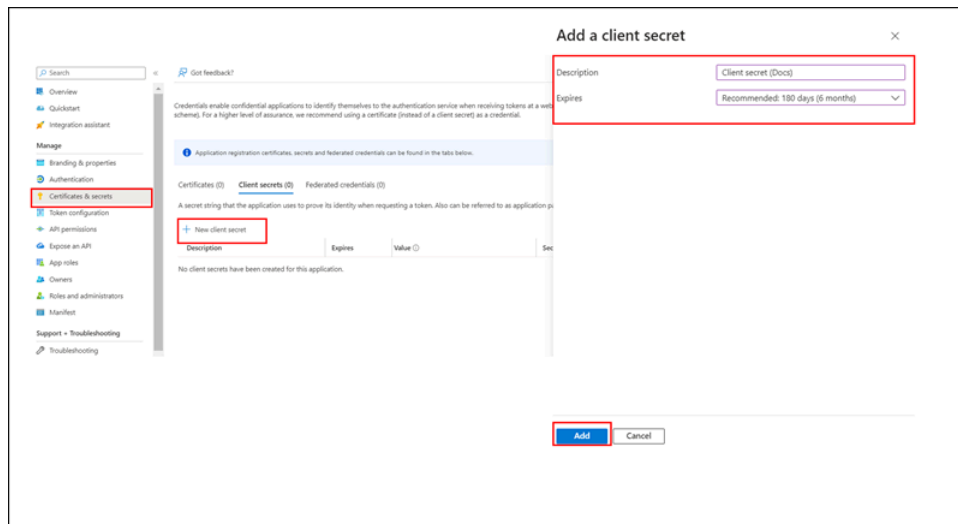 Add a client secret
Search
Got feedback?
Description
Client secret (Docs)
Expires
Recommended: 180 days (6 months)
Overview
Quickstart
Integration assistant
Credentials enable confidential applications to identify themselves to the authentication service when receiving tokens at a web
scheme). For a higher level of assurance, we recommend using a certificate (instead of a client secret) as a credential.
Manage
Branding & properties
Authentication
Certificates & secrets
Token configuration
API permissions
Expose an API
App roles
Owners
Roles and administrators
Manifest
Support + Troubleshooting
Troubleshooting
Application registration certificates, secrets and federated credentials can be found in the tabs below.
Certificates (0) Client secrets (0) Federated credentials (0)
A secret string that the application uses to prove its identity when requesting a token. Also can be referred to as application pa
New client secret
Description Expires Value Sec
No client secrets have been created for this application.
Add Cancel